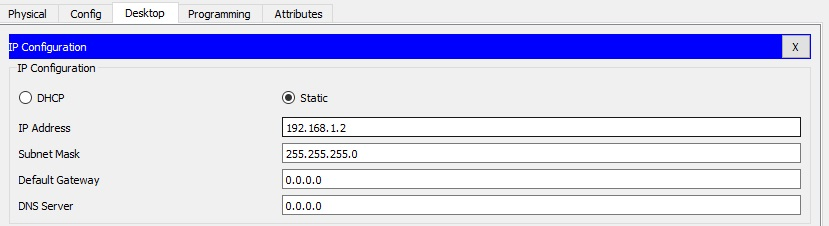 Physical Config Desktop Programming Attributes
IP Configuration X
IP Configuration
DHCP Static
IP Address 192.168.1.2
Subnet Mask 255.255.255.0
Default Gateway 0.0.0.0
DNS Server 0.0.0.0